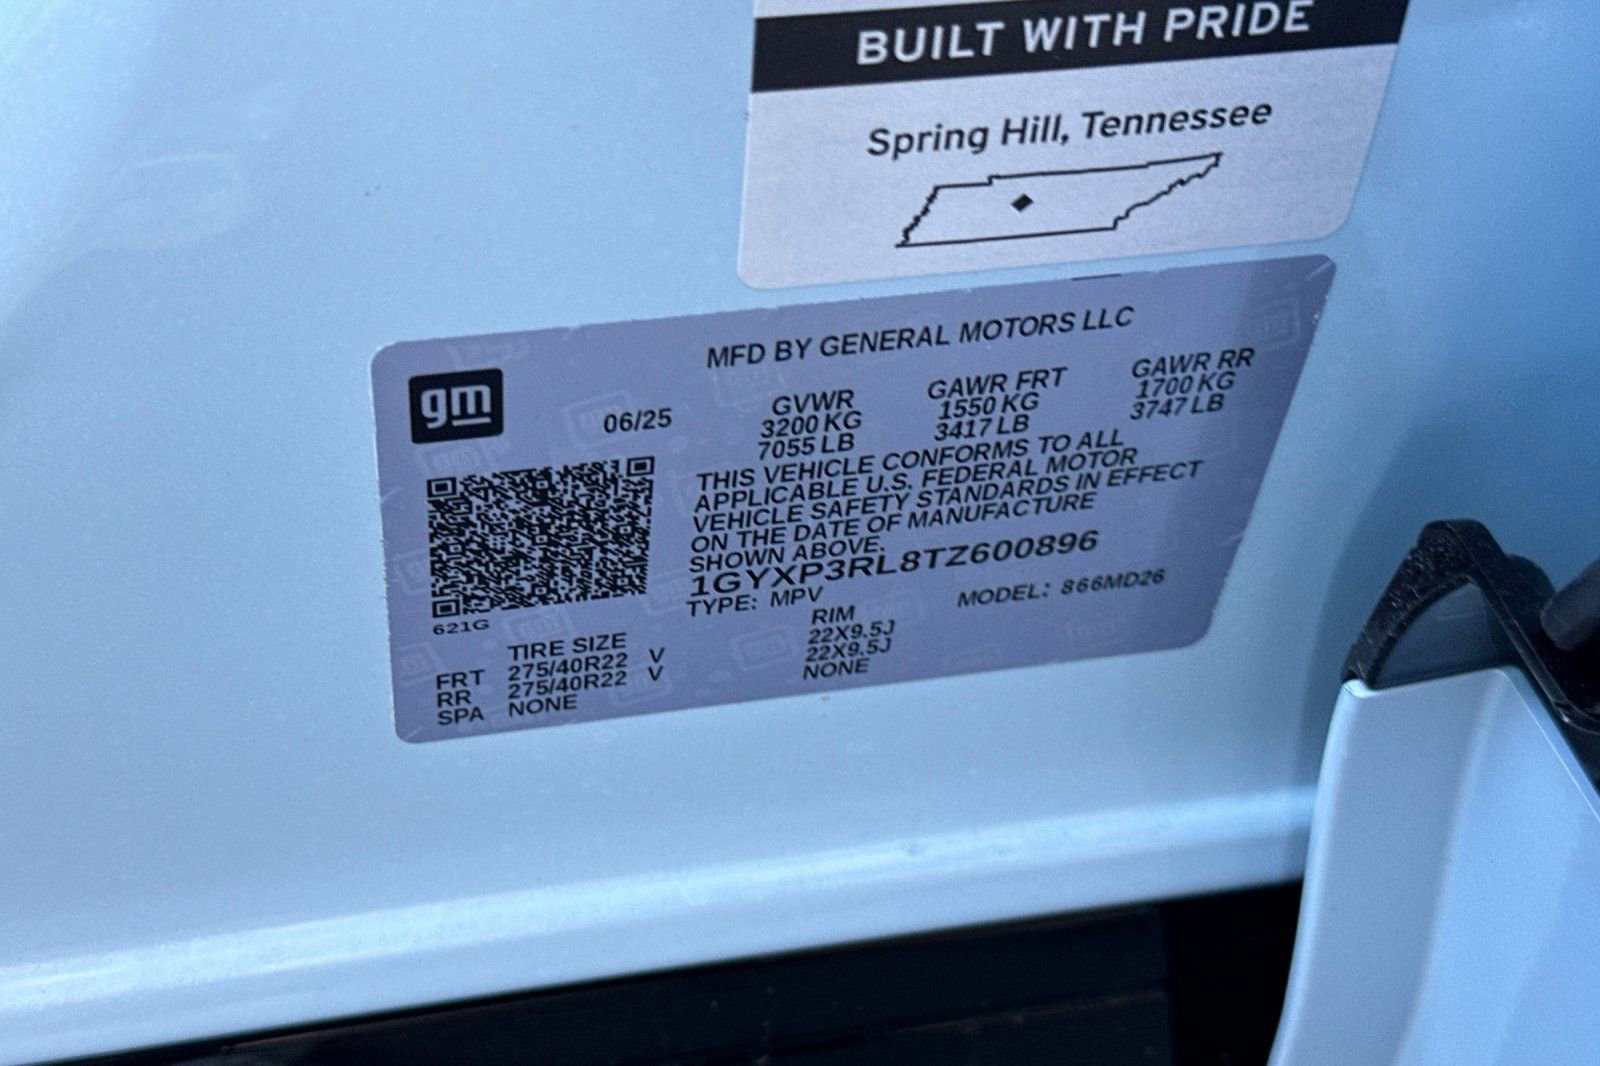 BUILT WITH PRIDE
Spring Hill, Tennessee
MFD BY GENERAL MOTORS LLC
gm
06/25
GVWR GAWR FRT GAWR RR
3200 KG 1550 KG 1700 KG
7055 LB 3417 LB 3747 LB
THIS VEHICLE CONFORMS TO ALL
APPLICABLE U.S. FEDERAL MOTOR
VEHICLE SAFETY STANDARDS IN EFFECT
ON THE DATE OF MANUFACTURE
SHOWN ABOVE.
1GYXP3RL8TZ600896
TYPE: MPV MODEL: 866MD26
621G
TIRE SIZE RIM
FRT 275/40R22 V 22X9.5J
RR 275/40R22 V 22X9.5J
SPA NONE NONE